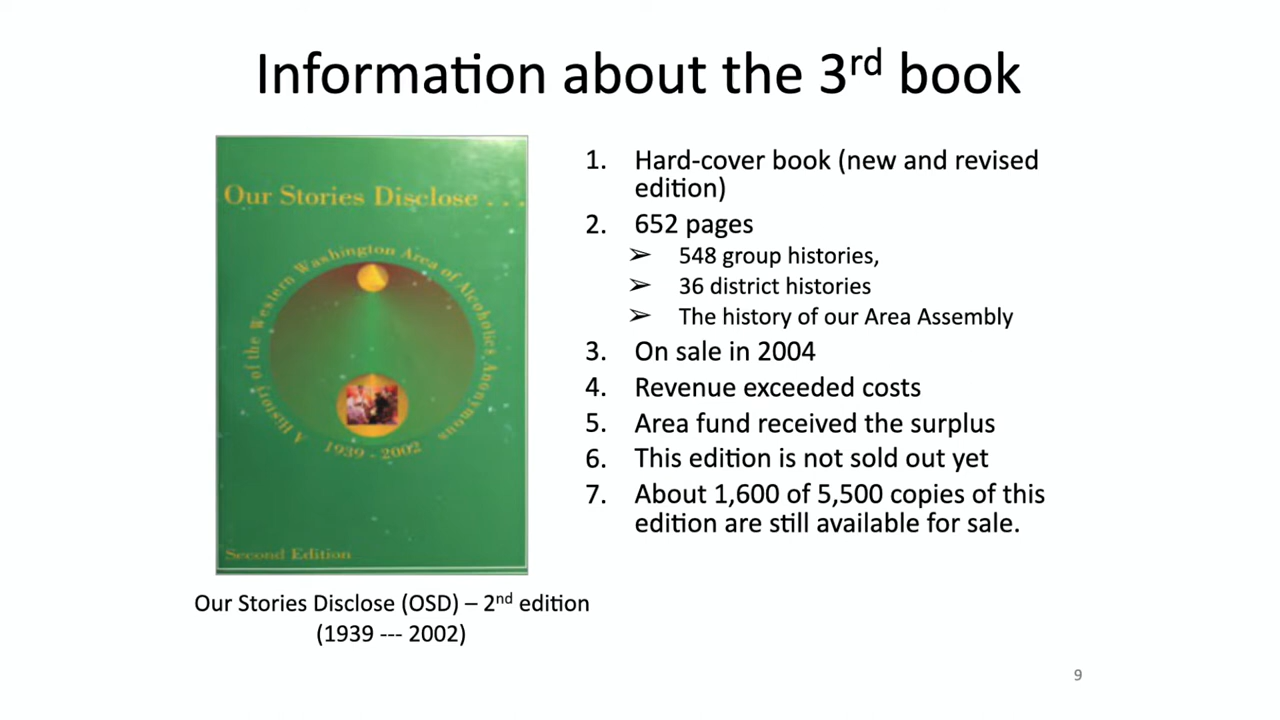 Information about the 3rd book
Our Stories Disclose . . .
A History of the Western Washington Area of Alcoholics Anonymous
1939 - 2002
Second Edition
Our Stories Disclose (OSD) – 2nd edition
(1939 --- 2002)
1. Hard-cover book (new and revised
edition)
2. 652 pages
➢ 548 group histories,
➢ 36 district histories
➢ The history of our Area Assembly
3. On sale in 2004
4. Revenue exceeded costs
5. Area fund received the surplus
6. This edition is not sold out yet
7. About 1,600 of 5,500 copies of this
edition are still available for sale.
9